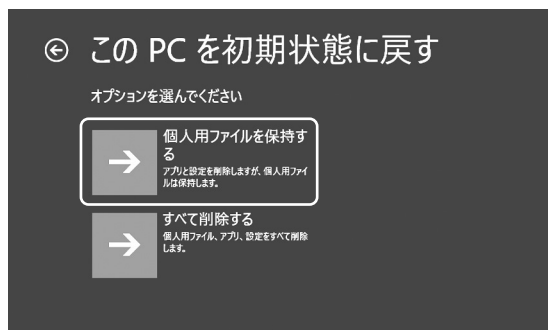 この PC を初期状態に戻す
オプションを選んでください
個人用ファイルを保持す
る
アプリと設定を削除しますが、個人用ファイ
ルは保持します。
すべて削除する
個人用ファイル、アプリ、設定をすべて削除
します。